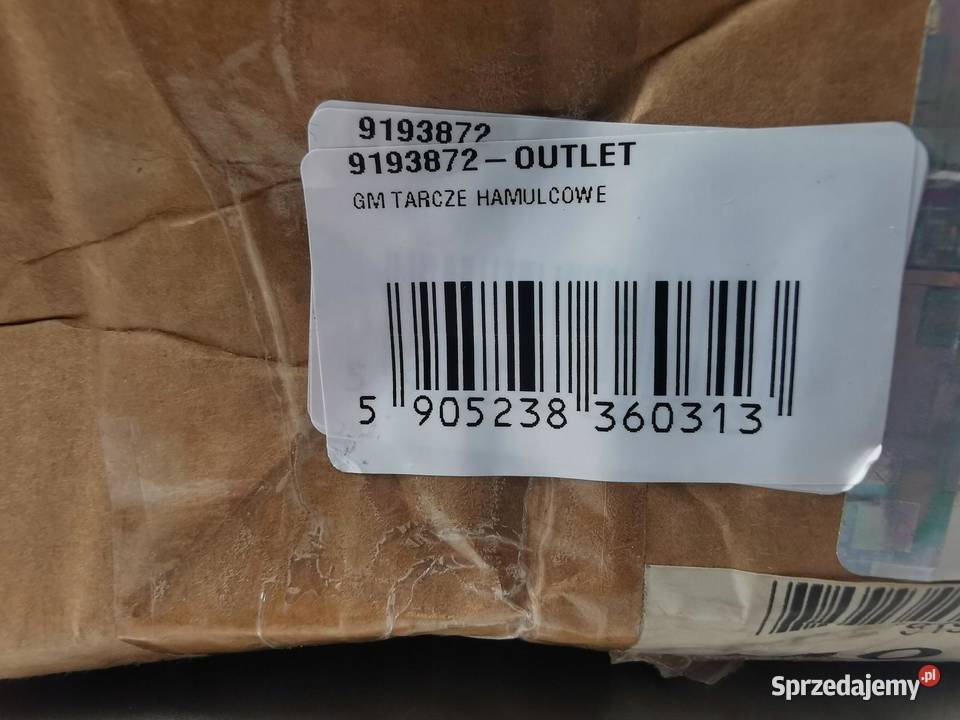 9193872
9193872-OUTLET
GM TARCZE HAMULCOWE
5 905238 360313
Sprzedajemy.pl